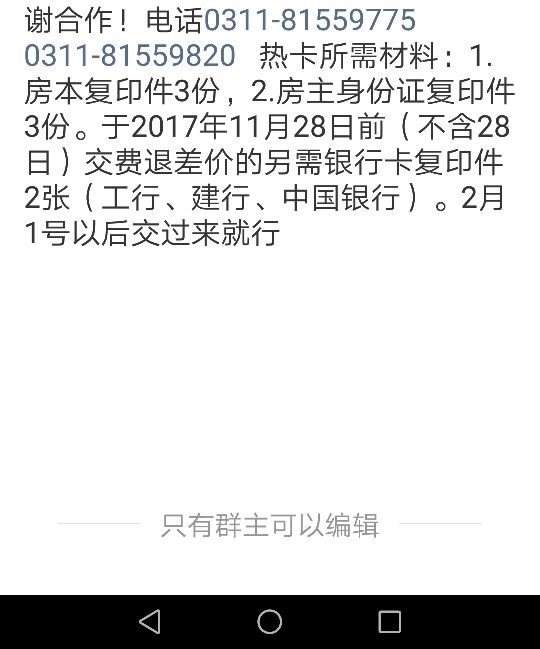 谢合作！电话0311-81559775
0311-81559820 热卡所需材料：1.
房本复印件3份，2.房主身份证复印件
3份。于2017年11月28日前（不含28
日）交费退差价的另需银行卡复印件
2张（工行、建行、中国银行）。2月
1号以后交过来就行
只有群主可以编辑